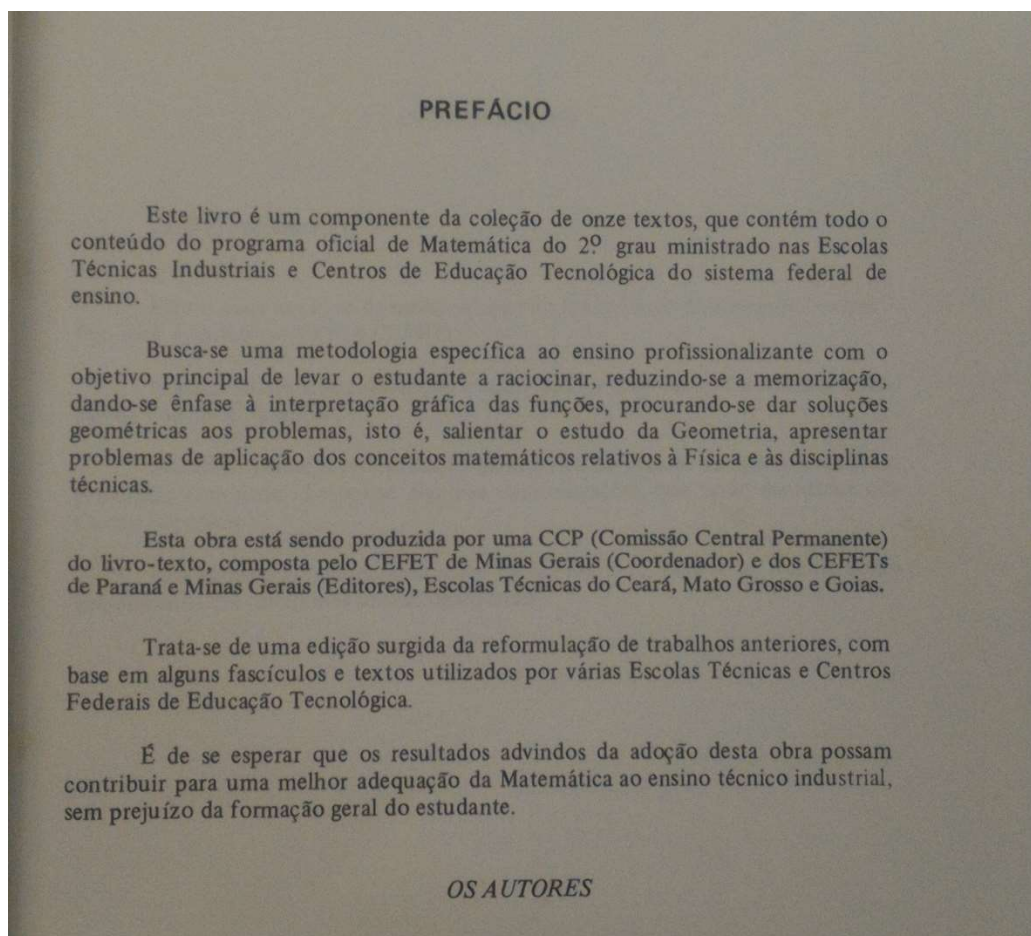 PREFÁCIO
Este livro é um componente da coleção de onze textos, que contém todo o
conteúdo do programa oficial de Matemática do 2º grau ministrado nas Escolas
Técnicas Industriais e Centros de Educação Tecnológica do sistema federal de
ensino.
Busca-se uma metodologia específica ao ensino profissionalizante com o
objetivo principal de levar o estudante a raciocinar, reduzindo-se a memorização,
dando-se ênfase à interpretação gráfica das funções, procurando-se dar soluções
geométricas aos problemas, isto é, salientar o estudo da Geometria, apresentar
problemas de aplicação dos conceitos matemáticos relativos à Física e às disciplinas
técnicas.
Esta obra está sendo produzida por uma CCP (Comissão Central Permanente)
do livro-texto, composta pelo CEFET de Minas Gerais (Coordenador) e dos CEFETs
de Paraná e Minas Gerais (Editores), Escolas Técnicas do Ceará, Mato Grosso e Goias.
Trata-se de uma edição surgida da reformulação de trabalhos anteriores, com
base em alguns fascículos e textos utilizados por várias Escolas Técnicas e Centros
Federais de Educação Tecnológica.
É de se esperar que os resultados advindos da adoção desta obra possam
contribuir para uma melhor adequação da Matemática ao ensino técnico industrial,
sem prejuízo da formação geral do estudante.
OS AUTORES